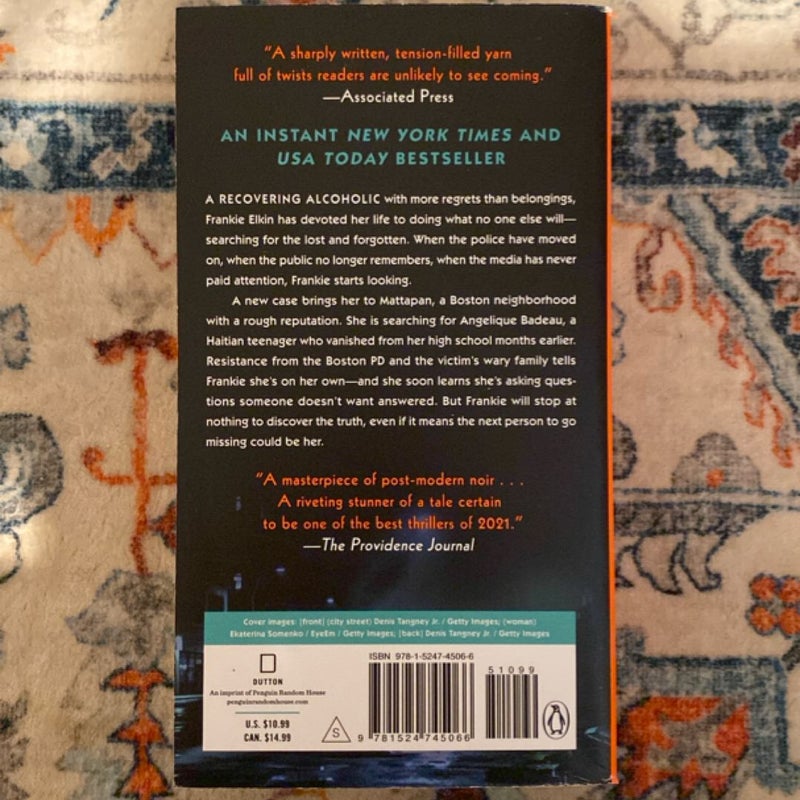 "A sharply written, tension-filled yarn
full of twists readers are unlikely to see coming."
—Associated Press
AN INSTANT NEW YORK TIMES AND
USA TODAY BESTSELLER
A RECOVERING ALCOHOLIC with more regrets than belongings,
Frankie Elkin has devoted her life to doing what no one else will—
searching for the lost and forgotten. When the police have moved
on, when the public no longer remembers, when the media has never
paid attention, Frankie starts looking.
A new case brings her to Mattapan, a Boston neighborhood
with a rough reputation. She is searching for Angelique Badeau, a
Haitian teenager who vanished from her high school months earlier.
Resistance from the Boston PD and the victim's wary family tells
Frankie she's on her own—and she soon learns she's asking ques-
tions someone doesn't want answered. But Frankie will stop at
nothing to discover the truth, even if it means the next person to go
missing could be her.
"A masterpiece of post-modern noir . . .
A riveting stunner of a tale certain
to be one of the best thrillers of 2021."
—The Providence Journal
Cover images: (front) (city street) Denis Tangney Jr. / Getty Images; (woman)
Ekaterina Somenko / EyeEm / Getty Images; (back) Denis Tangney Jr. / Getty Images
DUTTON
An imprint of Penguin Random House
penguinrandomhouse.com
U.S. $10.99
CAN. $14.99
S
ISBN 978-1-5247-4506-6
51099
9 781524 745066